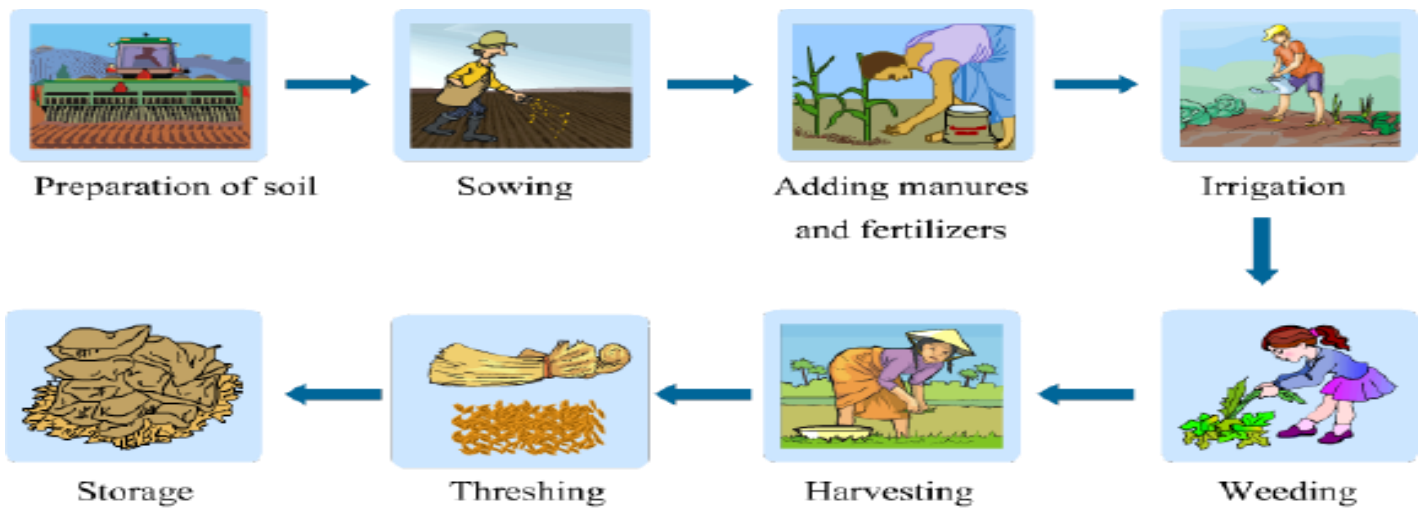 Preparation of soil
Sowing
Adding manures
and fertilizers
Irrigation
Weeding
Harvesting
Threshing
Storage